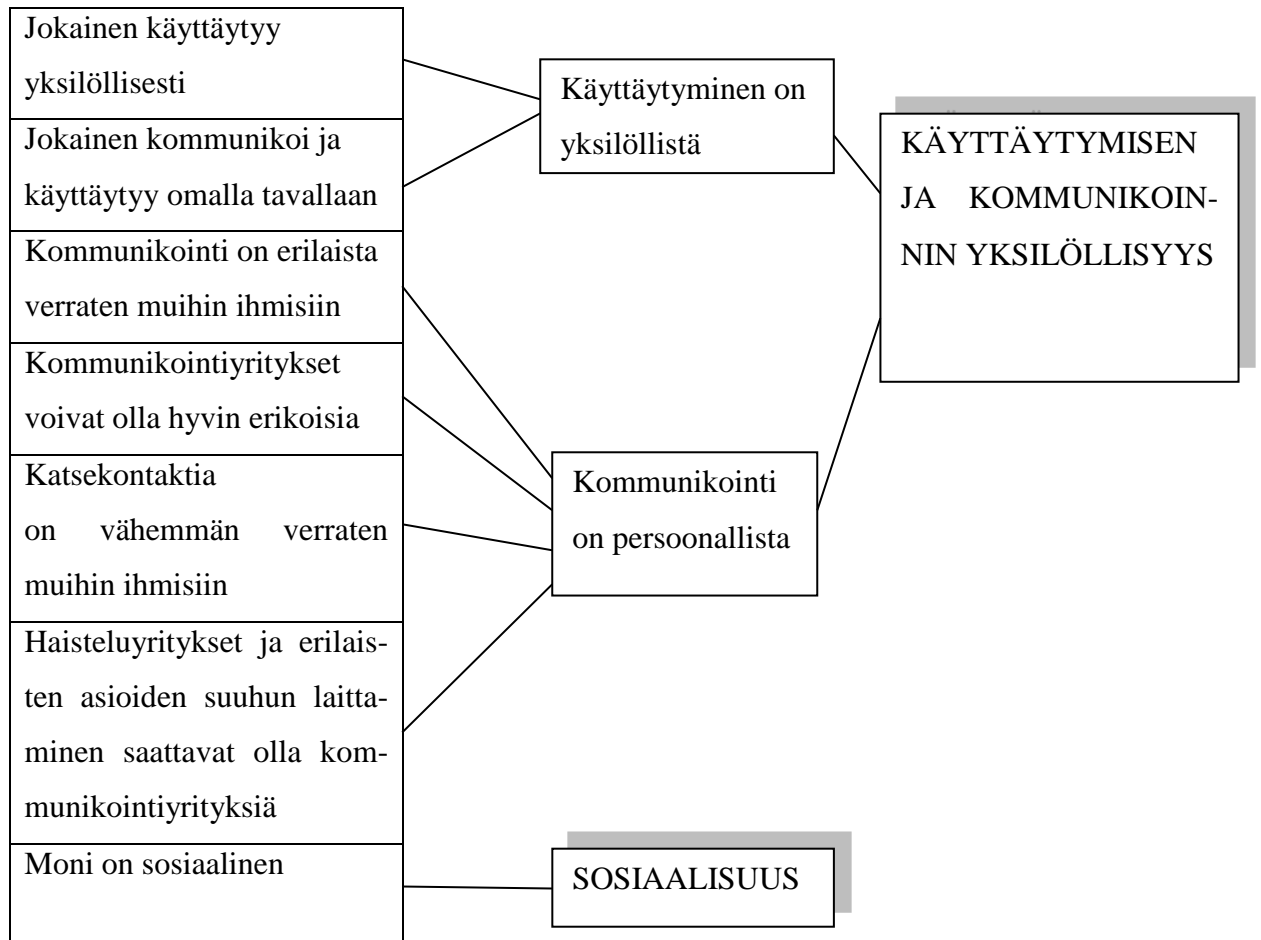 Jokainen käyttäytyy
yksilöllisesti
Jokainen kommunikoi ja
käyttäytyy omalla tavallaan
Kommunikointi on erilaista
verraten muihin ihmisiin
Kommunikointiyritykset
voivat olla hyvin erikoisia
Katsekontaktia
on vähemmän verraten
muihin ihmisiin
Haisteluyritykset ja erilais-
ten asioiden suuhun laitta-
minen saattavat olla kom-
munikointiyrityksiä
Moni on sosiaalinen
Käyttäytyminen on
yksilöllistä
Kommunikointi
on persoonallista
SOSIAALISUUS
KÄYTTÄYTYMISEN
JA KOMMUNIKOIN-
NIN YKSILÖLLISYYS